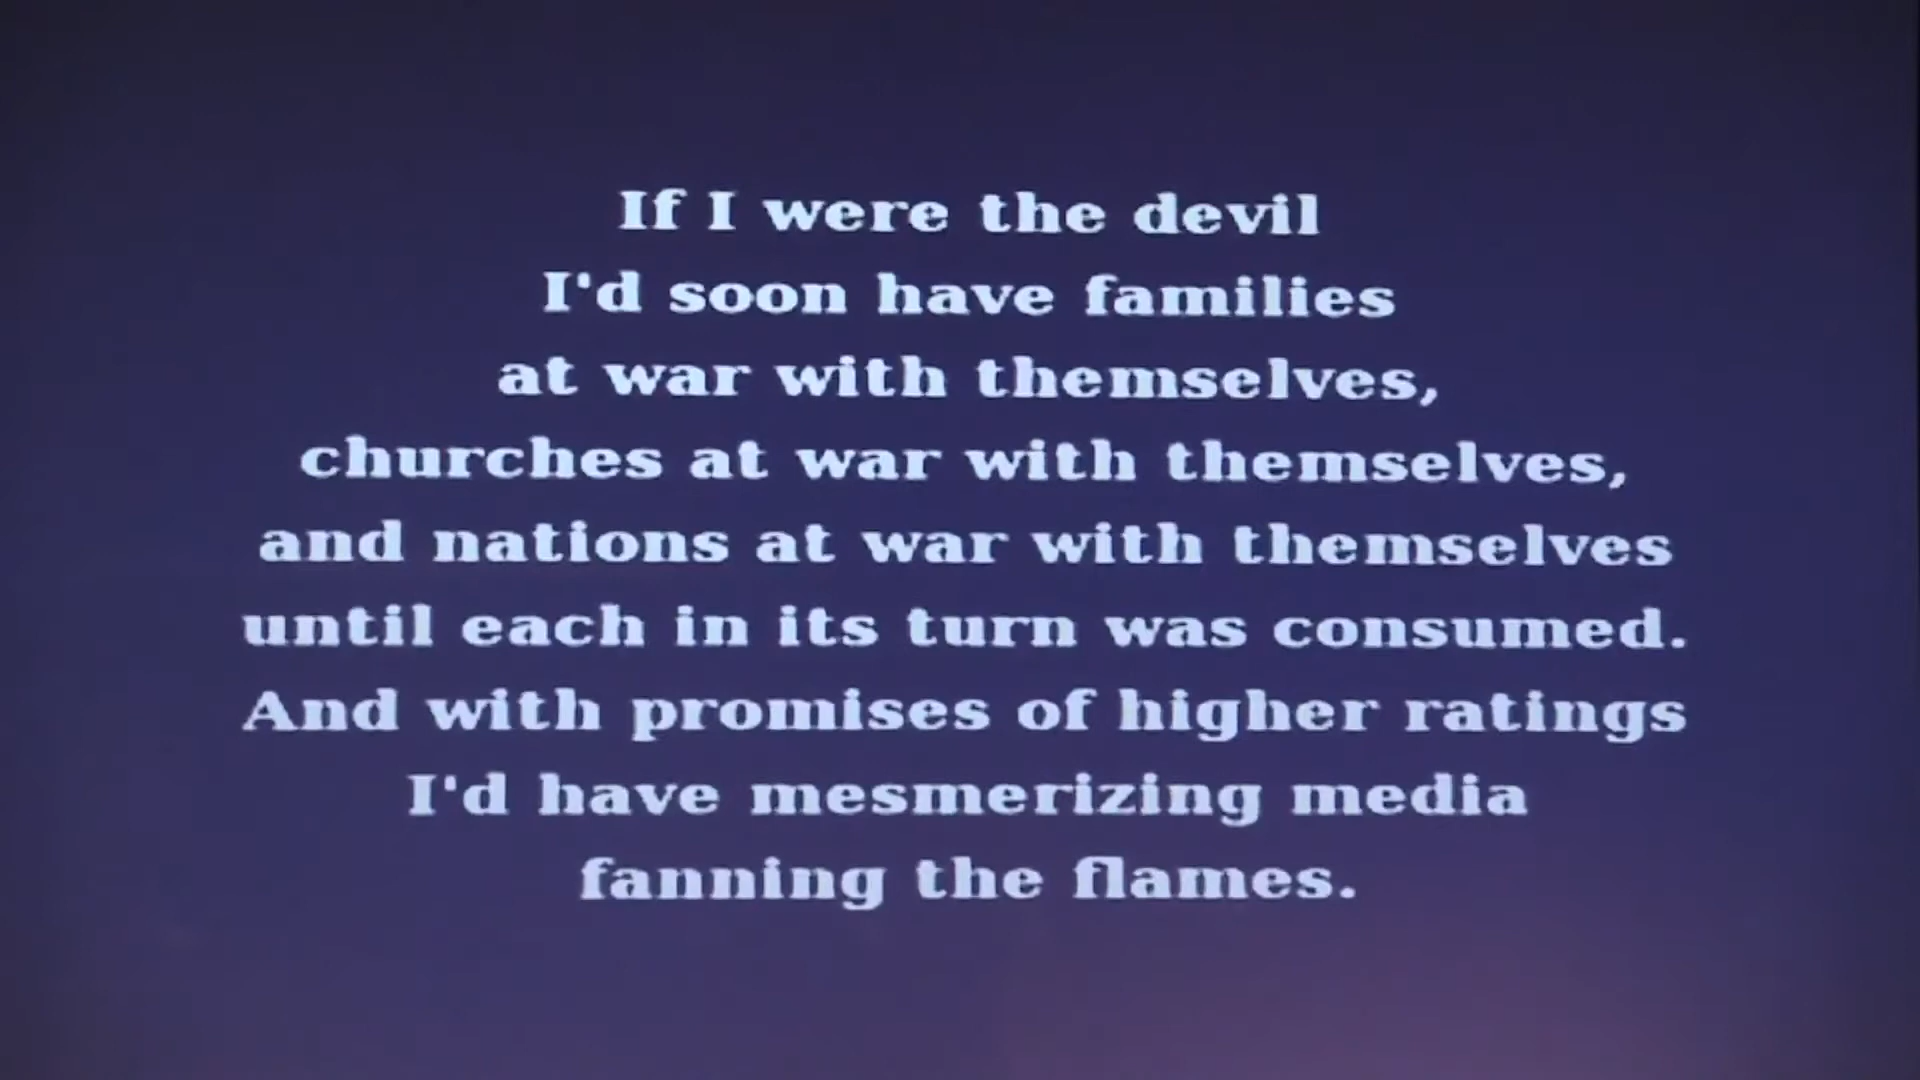 If I were the devil
I'd soon have families
at war with themselves,
churches at war with themselves,
and nations at war with themselves
until each in its turn was consumed.
And with promises of higher ratings
I'd have mesmerizing media
fanning the flames.